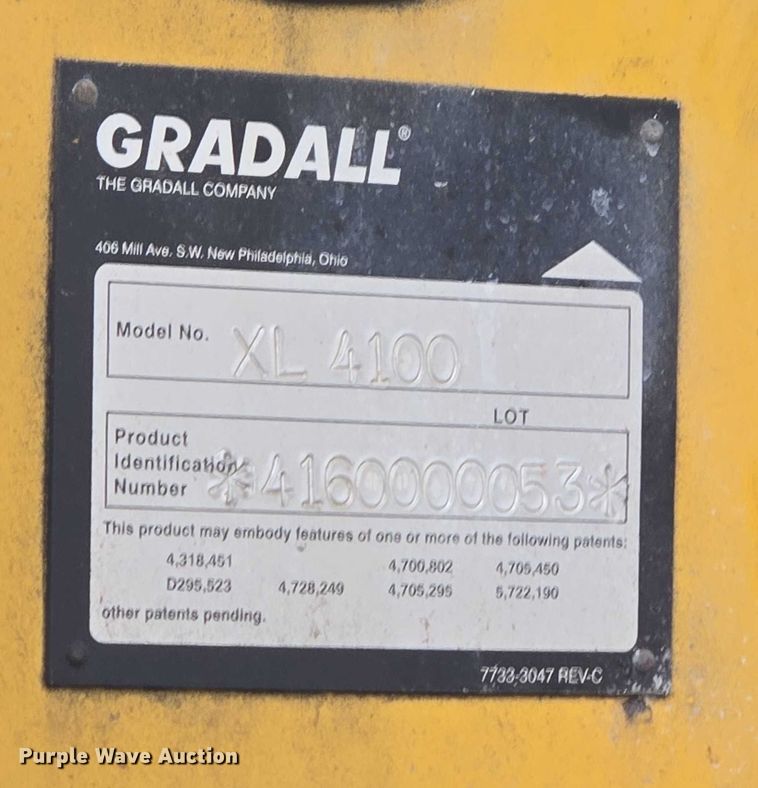 GRADALL®
THE GRADALL COMPANY
406 Mill Ave. S.W. New Philadelphia, Ohio
Model No. XL 4100
LOT
Product
Identification
Number *4160000053*
This product may embody features of one or more of the following patents:
4,318,451 4,700,802 4,705,450
D295,523 4,728,249 4,705,295 5,722,190
other patents pending.
7733-3047 REV-C
Purple Wave Auction